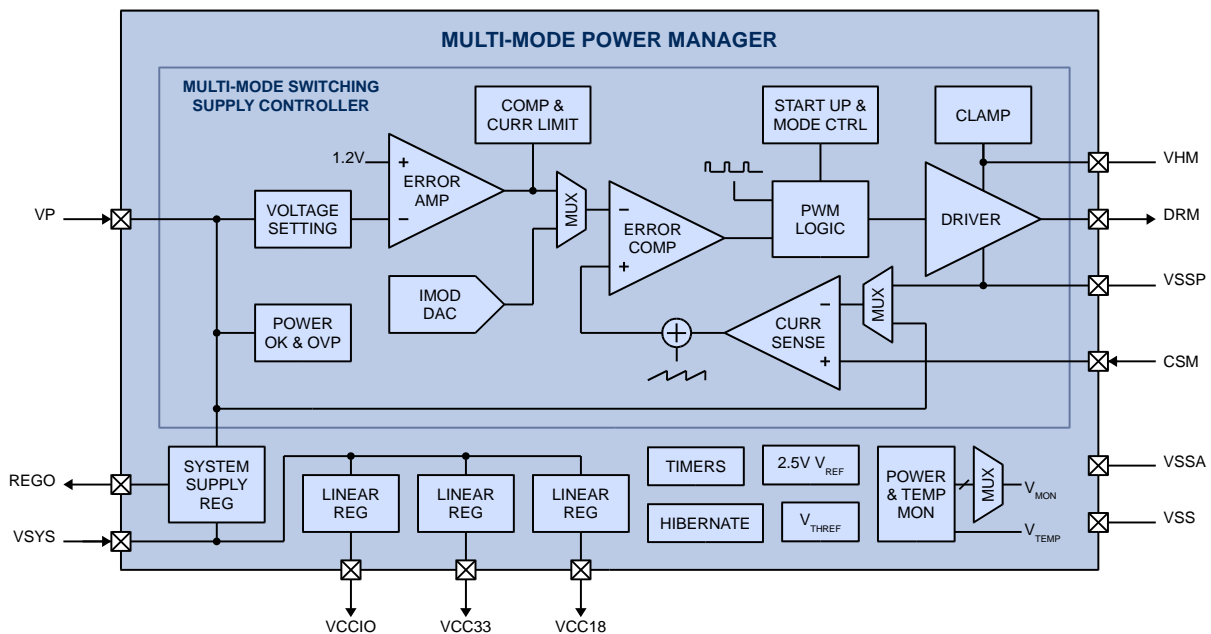 MULTI-MODE POWER MANAGER
MULTI-MODE SWITCHING
SUPPLY CONTROLLER
COMP &
CURR LIMIT
START UP &
MODE CTRL
CLAMP
1.2V
+
ERROR
AMP
−
MUX
−
ERROR
COMP
+
PWM
LOGIC
DRIVER
VHM
VP
VOLTAGE
SETTING
DRM
IMOD
DAC
VSSP
POWER
OK & OVP
+
−
CURR
SENSE
+
MUX
CSM
REGO
SYSTEM
SUPPLY
REG
VSYS
LINEAR
REG
LINEAR
REG
LINEAR
REG
TIMERS
2.5V VREF
HIBERNATE
VTHREF
POWER
& TEMP
MON
MUX
VMON
VTEMP
VSSA
VSS
VCCIO
VCC33
VCC18